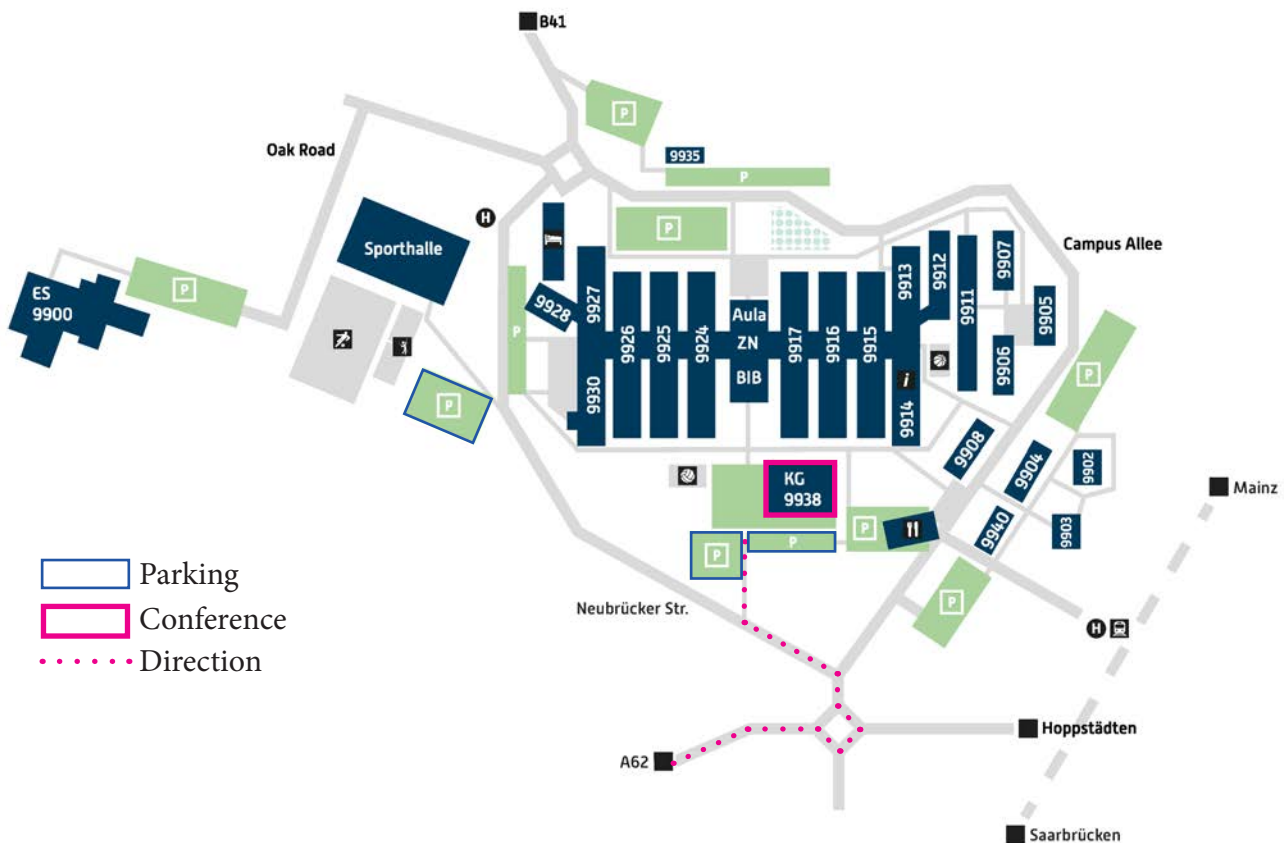 B41
P
Oak Road
9935
P
H
P
Sporthalle
Campus Allee
ES
9900
P
P
9928
9927
9926
9925
9924
Aula
ZN
BIB
9917
9916
9915
9913
9912
9911
9907
9905
9906
P
9930
i
9914
P
9908
9904
9902
KG
9938
9940
9903
Mainz
P
P
P
P
Parking
Conference
Direction
Neubrücker Str.
H
A62
Hoppstädten
Saarbrücken